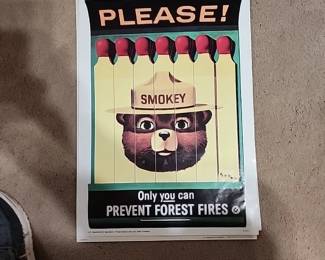 PLEASE!
SMOKEY
Only you can
PREVENT FOREST FIRES